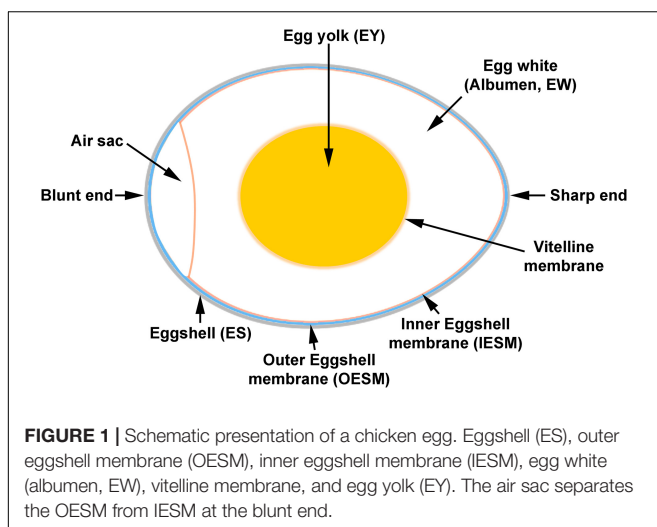 Egg yolk (EY)
Egg white
(Albumen, EW)
Air sac
Blunt end
Sharp end
Vitelline
membrane
Eggshell (ES)
Inner Eggshell
membrane (IESM)
Outer Eggshell
membrane (OESM)
FIGURE 1 | Schematic presentation of a chicken egg. Eggshell (ES), outer
eggshell membrane (OESM), inner eggshell membrane (IESM), egg white
(albumen, EW), vitelline membrane, and egg yolk (EY). The air sac separates
the OESM from IESM at the blunt end.